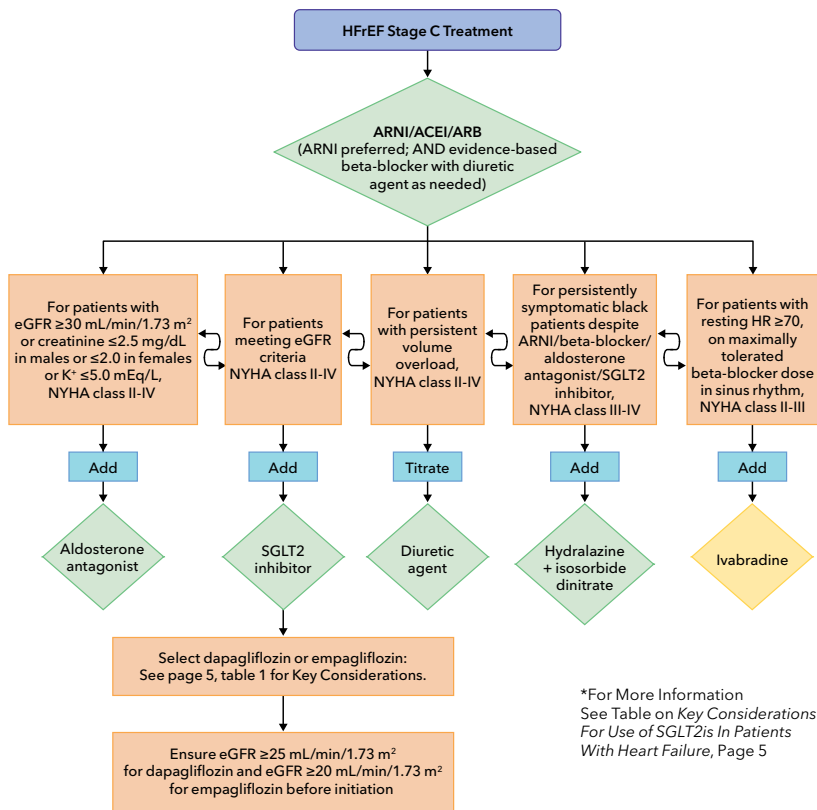 HFrEF Stage C Treatment
ARNI/ACEI/ARB
(ARNI preferred; AND evidence-based
beta-blocker with diuretic
agent as needed)
For patients with
eGFR ≥30 mL/min/1.73 m²
or creatinine ≤2.5 mg/dL
in males or ≤2.0 in females
or K⁺ ≤5.0 mEq/L,
NYHA class II-IV
For patients
meeting eGFR
criteria
NYHA class II-IV
For patients
with persistent
volume
overload,
NYHA class II-IV
For persistently
symptomatic black
patients despite
ARNI/beta-blocker/
aldosterone
antagonist/SGLT2
inhibitor,
NYHA class III-IV
For patients with
resting HR ≥70,
on maximally
tolerated
beta-blocker dose
in sinus rhythm,
NYHA class II-III
Add
Add
Titrate
Add
Add
Aldosterone
antagonist
SGLT2
inhibitor
Diuretic
agent
Hydralazine
+ isosorbide
dinitrate
Ivabradine
Select dapagliflozin or empagliflozin:
See page 5, table 1 for Key Considerations.
Ensure eGFR ≥25 mL/min/1.73 m²
for dapagliflozin and eGFR ≥20 mL/min/1.73 m²
for empagliflozin before initiation
*For More Information
See Table on Key Considerations
For Use of SGLT2is In Patients
With Heart Failure, Page 5